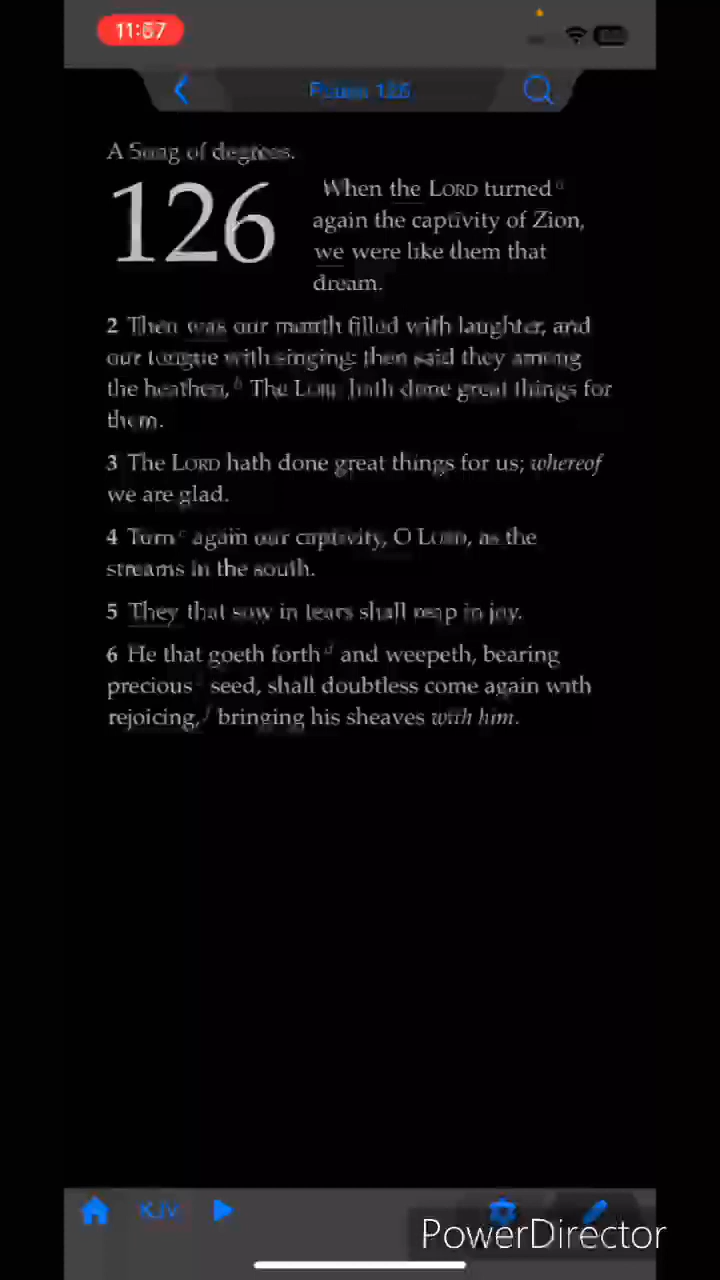 11:57
Psalm 126
A Song of degrees.
126
When the LORD turned a
again the captivity of Zion,
we were like them that
dream.
2 Then was our mouth filled with laughter, and
our tongue with singing: then said they among
the heathen, b The LORD hath done great things for
them.
3 The LORD hath done great things for us; whereof
we are glad.
4 Turn c again our captivity, O LORD, as the
streams in the south.
5 They that sow in tears shall reap in joy.
6 He that goeth forth d and weepeth, bearing
precious seed, shall doubtless come again with
rejoicing, f bringing his sheaves with him.
KJV
PowerDirector